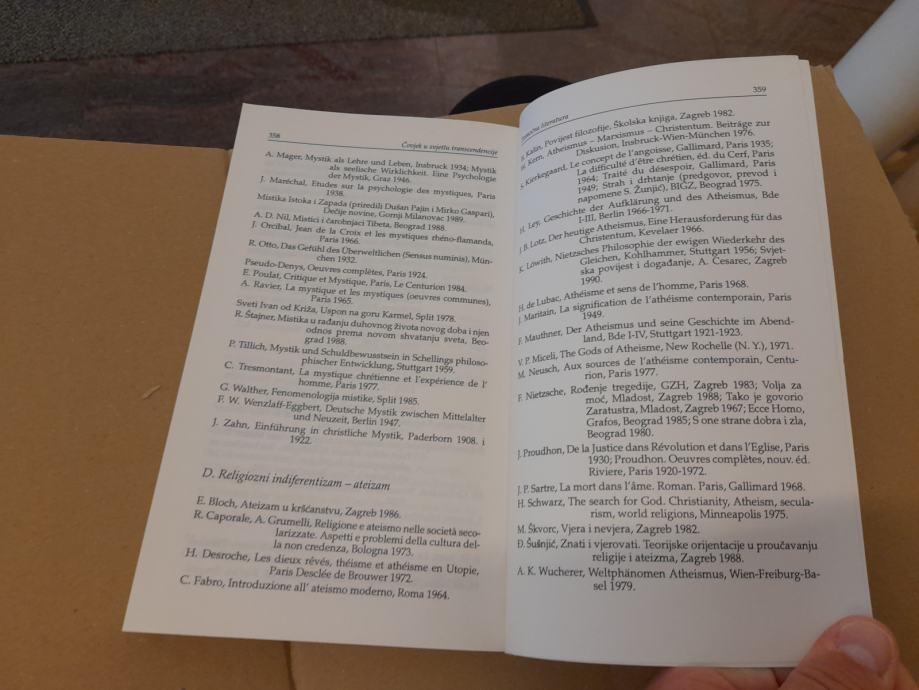 358
Čovjek u svjetlu transcendencije
A. Mager, Mystik als Lehre und Leben, Insbruck 1934; Mystik
als seelische Wirklichkeit. Eine Psychologie
der Mystik, Graz 1946.
J. Maréchal, Etudes sur la psychologie des mystiques, Paris
1938.
Mistika Istoka i Zapada (priredili Dušan Pajin i Mirko Gaspari),
Dečije novine, Gornji Milanovac 1989.
A. D. Nil, Mistici i čarobnjaci Tibeta, Beograd 1988.
J. Orcibal, Jean de la Croix et les mystiques rhéno-flamanda,
Paris 1966.
R. Otto, Das Gefühl des Überweltlichen (Sensus numinis), Mün-
chen 1932.
Pseudo-Denys, Oeuvres complètes, Paris 1924.
E. Poulat, Critique et Mystique, Paris, Le Centurion 1984.
A. Ravier, La mystique et les mystiques (oeuvres communes),
Paris 1965.
Sveti Ivan od Križa, Uspon na goru Karmel, Split 1978.
R. Štajner, Mistika u rađanju duhovnog života novog doba i njen
odnos prema novom shvatanju sveta, Beo-
grad 1988.
P. Tillich, Mystik und Schuldbewusstsein in Schellings philoso-
phischer Entwicklung, Stuttgart 1959.
C. Tresmontant, La mystique chrétienne et l'expérience de l'
homme, Paris 1977.
G. Walther, Fenomenologija mistike, Split 1985.
F. W. Wenzlaff-Eggbert, Deutsche Mystik zwischen Mittelalter
und Neuzeit, Berlin 1947.
J. Zahn, Einführung in christliche Mystik, Paderborn 1908. i
1922.
D. Religiozni indiferentizam – ateizam
E. Bloch, Ateizam u kršćanstvu, Zagreb 1986.
R. Caporale, A. Grumelli, Religione e ateismo nelle società seco-
larizzate. Aspetti e problemi della cultura del-
la non credenza, Bologna 1973.
H. Desroche, Les dieux rêvés, théisme et athéisme en Utopie,
Paris Desclée de Brouwer 1972.
C. Fabro, Introduzione all' ateismo moderno, Roma 1964.
literatura
359
Kalin, Povijest filozofije, Školska knjiga, Zagreb 1982.
Kern, Atheismus – Marxismus – Christentum. Beiträge zur
Diskusion, Insbruck-Wien-München 1976.
S. Kierkegaard, Le concept de l'angoisse, Gallimard, Paris 1935;
La difficulté d'être chrétien, éd. du Cerf, Paris
1964; Traité du désespoir, Gallimard, Paris
1949; Strah i drhtanje (predgovor, prevod i
napomene S. Žunjić), BIGZ, Beograd 1975.
H. Ley, Geschichte der Aufklärung und des Atheismus, Bde
I-III, Berlin 1966-1971.
J. B. Lotz, Der heutige Atheismus, Eine Herausforderung für das
Christentum, Kevelaer 1966.
K. Löwith, Nietzsches Philosophie der ewigen Wiederkehr des
Gleichen, Kohlhammer, Stuttgart 1956; Svjet-
ska povijest i događanje, A. Cesarec, Zagreb
1990.
H. de Lubac, Athéisme et sens de l'homme, Paris 1968.
J. Maritain, La signification de l'athéisme contemporain, Paris
1949.
F. Mauthner, Der Atheismus und seine Geschichte im Abend-
land, Bde I-IV, Stuttgart 1921-1923.
V. P. Miceli, The Gods of Atheisme, New Rochelle (N. Y.), 1971.
M. Neusch, Aux sources de l'athéisme contemporain, Centu-
rion, Paris 1977.
F. Nietzsche, Rođenje tregedije, GZH, Zagreb 1983; Volja za
moć, Mladost, Zagreb 1988; Tako je govorio
Zaratustra, Mladost, Zagreb 1967; Ecce Homo,
Grafos, Beograd 1985; S one strane dobra i zla,
Beograd 1980.
J. Proudhon, De la Justice dans Révolution et dans l'Eglise, Paris
1930; Proudhon. Oeuvres complètes, nouv. éd.
Riviere, Paris 1920-1972.
J. P. Sartre, La mort dans l'âme. Roman. Paris, Gallimard 1968.
H. Schwarz, The search for God. Christianity, Atheism, secula-
rism, world religions, Minneapolis 1975.
M. Škvorc, Vjera i nevjera, Zagreb 1982.
Đ. Šušnjić, Znati i vjerovati. Teorijske orijentacije u proučavanju
religije i ateizma, Zagreb 1988.
A. K. Wucherer, Weltphänomen Atheismus, Wien-Freiburg-Ba-
sel 1979.